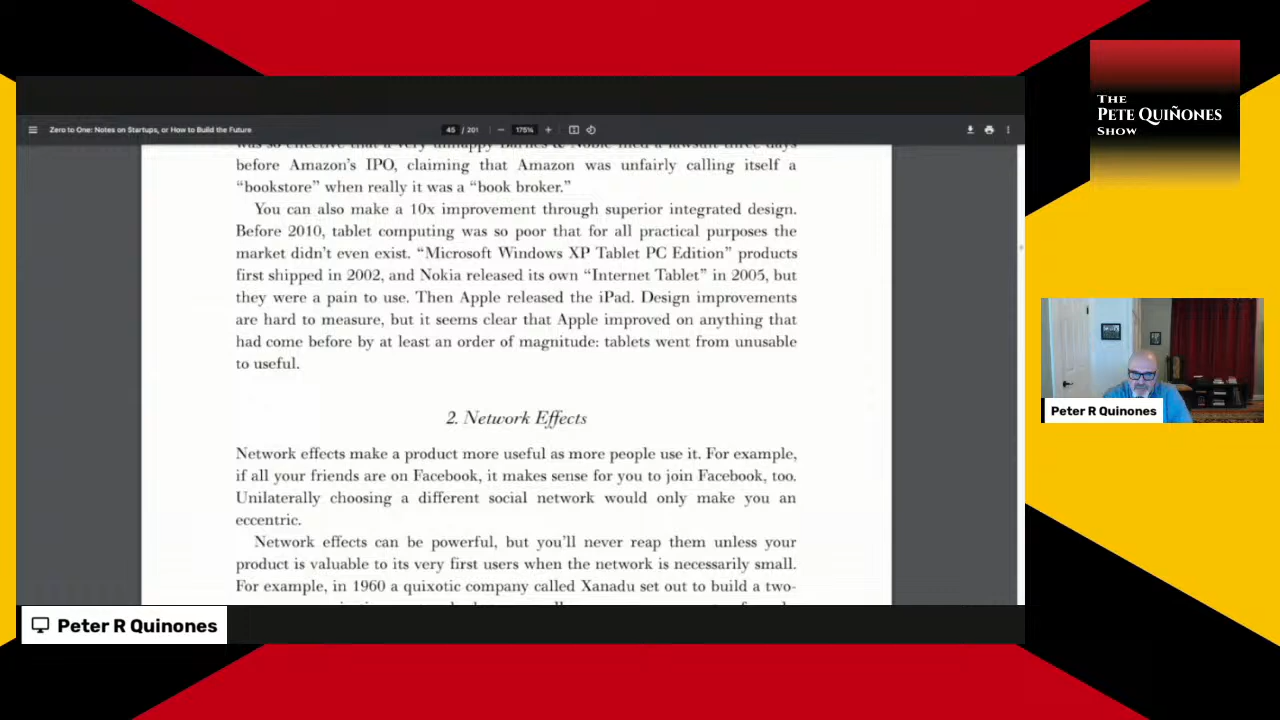 THE
PETE QUIÑONES
SHOW
Zero to One: Notes on Startups, or How to Build the Future
45 / 201
175%
before Amazon's IPO, claiming that Amazon was unfairly calling itself a
“bookstore” when really it was a “book broker.”
You can also make a 10x improvement through superior integrated design.
Before 2010, tablet computing was so poor that for all practical purposes the
market didn't even exist. “Microsoft Windows XP Tablet PC Edition” products
first shipped in 2002, and Nokia released its own “Internet Tablet” in 2005, but
they were a pain to use. Then Apple released the iPad. Design improvements
are hard to measure, but it seems clear that Apple improved on anything that
had come before by at least an order of magnitude: tablets went from unusable
to useful.
2. Network Effects
Network effects make a product more useful as more people use it. For example,
if all your friends are on Facebook, it makes sense for you to join Facebook, too.
Unilaterally choosing a different social network would only make you an
eccentric.
Network effects can be powerful, but you'll never reap them unless your
product is valuable to its very first users when the network is necessarily small.
For example, in 1960 a quixotic company called Xanadu set out to build a two-
Peter R Quinones
Peter R Quinones